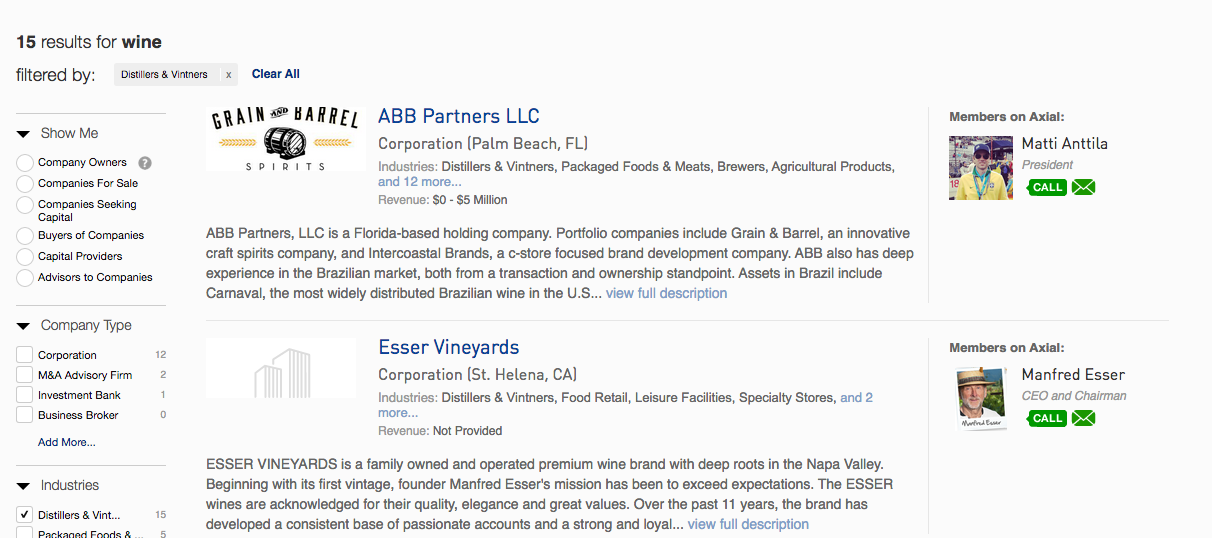 15 results for wine
filtered by: Distillers & Vintners x Clear All
Show Me
Company Owners ?
Companies For Sale
Companies Seeking
Capital
Buyers of Companies
Capital Providers
Advisors to Companies
Company Type
Corporation 12
M&A Advisory Firm 2
Investment Bank 1
Business Broker 0
Add More...
Industries
Distillers & Vint... 15
Packaged Foods & ... 5
GRAIN AND BARREL
SPIRITS
ABB Partners LLC
Corporation (Palm Beach, FL)
Industries: Distillers & Vintners, Packaged Foods & Meats, Brewers, Agricultural Products,
and 12 more...
Revenue: $0 - $5 Million
ABB Partners, LLC is a Florida-based holding company. Portfolio companies include Grain & Barrel, an innovative
craft spirits company, and Intercoastal Brands, a c-store focused brand development company. ABB also has deep
experience in the Brazilian market, both from a transaction and ownership standpoint. Assets in Brazil include
Carnaval, the most widely distributed Brazilian wine in the U.S... view full description
Members on Axial:
Matti Anttila
President
CALL
Esser Vineyards
Corporation (St. Helena, CA)
Industries: Distillers & Vintners, Food Retail, Leisure Facilities, Specialty Stores, and 2
more...
Revenue: Not Provided
ESSER VINEYARDS is a family owned and operated premium wine brand with deep roots in the Napa Valley.
Beginning with its first vintage, founder Manfred Esser's mission has been to exceed expectations. The ESSER
wines are acknowledged for their quality, elegance and great values. Over the past 11 years, the brand has
developed a consistent base of passionate accounts and a strong and loyal... view full description
Members on Axial:
Manfred Esser
Manfred Esser
CEO and Chairman
CALL